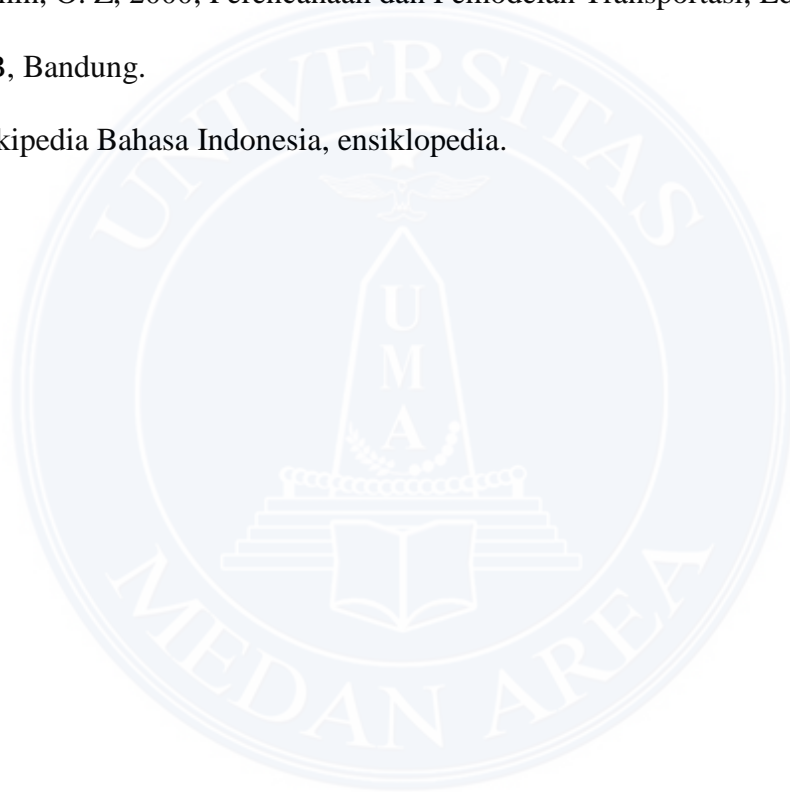 O. Z, 2000, Perencanaan dan Pemodelan Transportasi,
B, Bandung.
kipedia Bahasa Indonesia, ensiklopedia.
UNIVERSITAS
U
M
A
MEDAN AREA